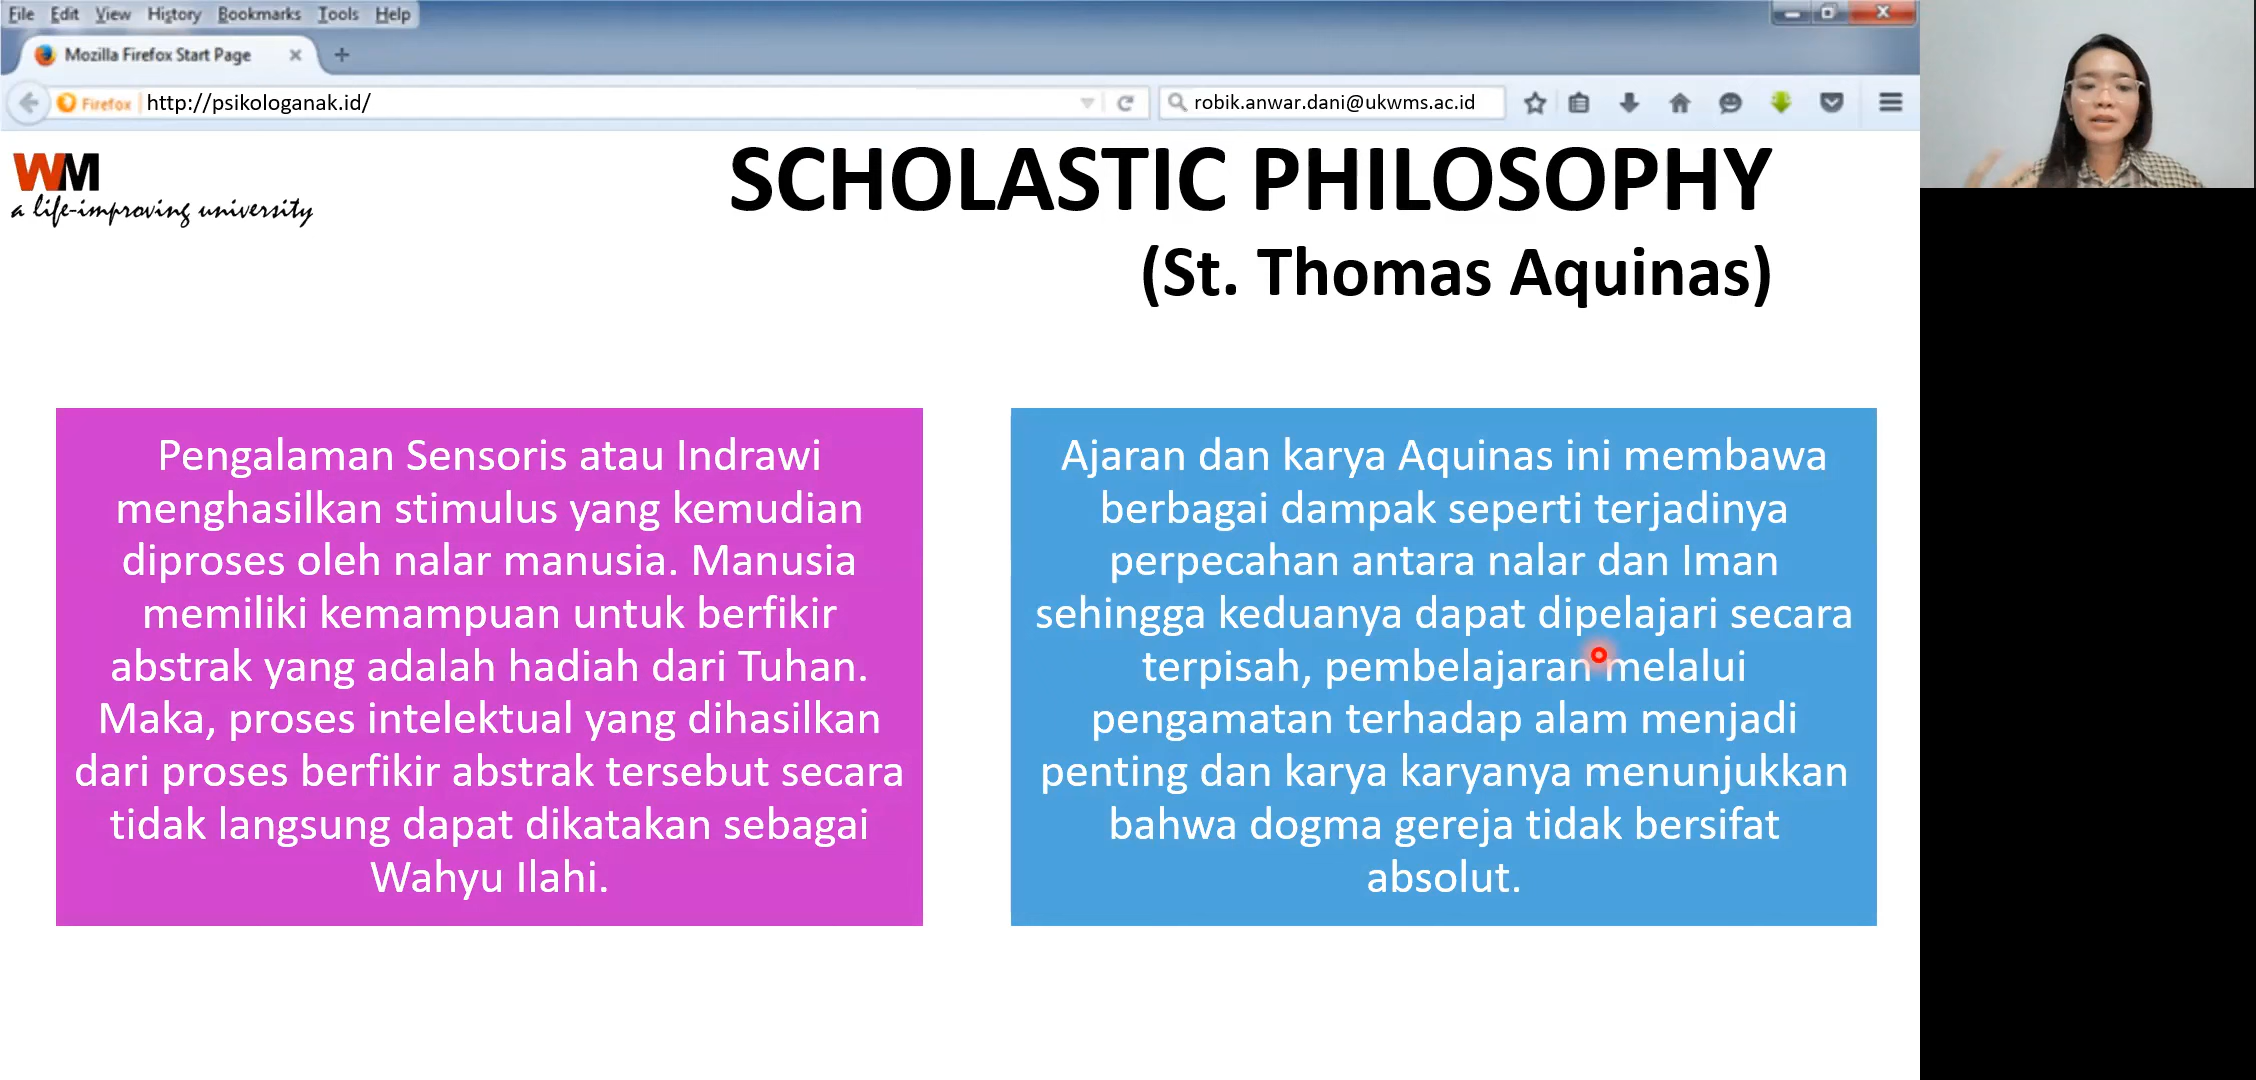 File Edit View History Bookmarks Tools Help
Mozilla Firefox Start Page
Firefox http://psikologanak.id/
robik.anwar.dani@ukwms.ac.id
WM
a life-improving university
SCHOLASTIC PHILOSOPHY
(St. Thomas Aquinas)
Pengalaman Sensoris atau Indrawi
menghasilkan stimulus yang kemudian
diproses oleh nalar manusia. Manusia
memiliki kemampuan untuk berfikir
abstrak yang adalah hadiah dari Tuhan.
Maka, proses intelektual yang dihasilkan
dari proses berfikir abstrak tersebut secara
tidak langsung dapat dikatakan sebagai
Wahyu Ilahi.
Ajaran dan karya Aquinas ini membawa
berbagai dampak seperti terjadinya
perpecahan antara nalar dan Iman
sehingga keduanya dapat dipelajari secara
terpisah, pembelajaran melalui
pengamatan terhadap alam menjadi
penting dan karya karyanya menunjukkan
bahwa dogma gereja tidak bersifat
absolut.